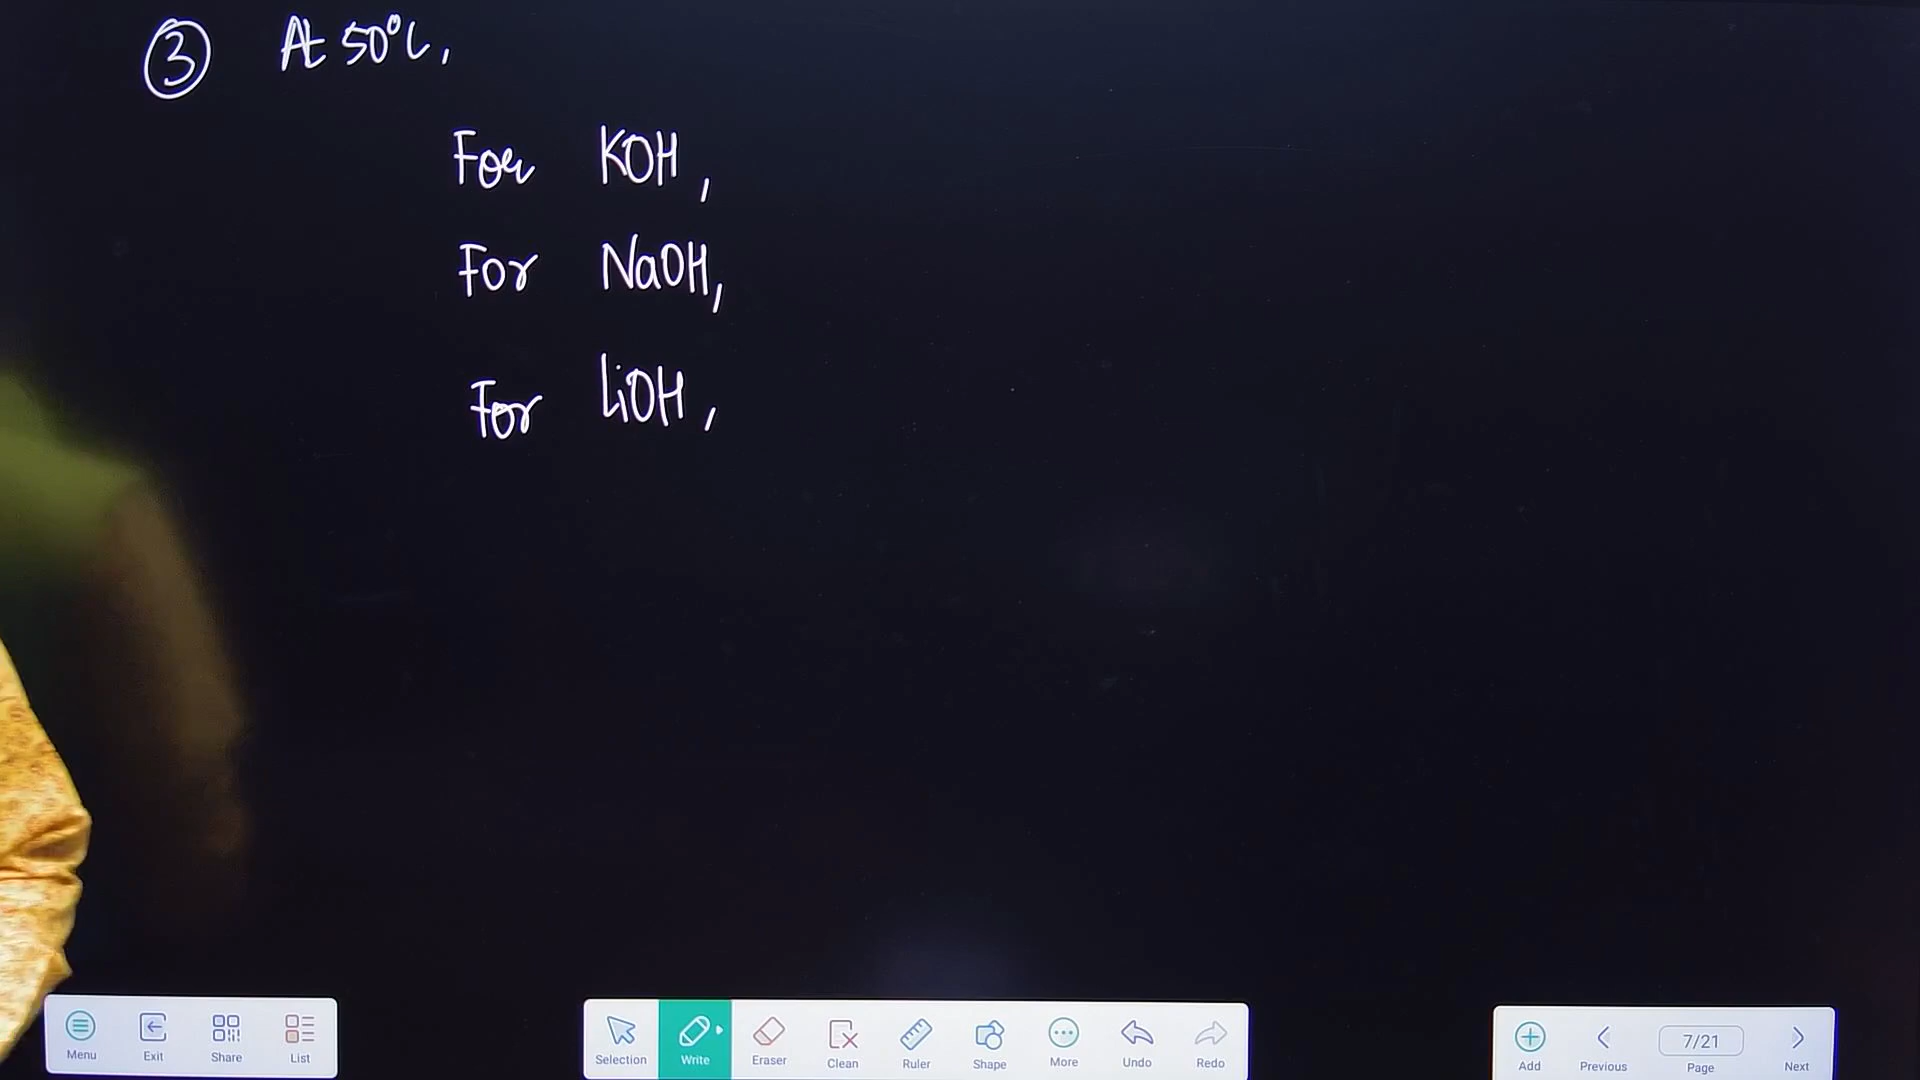 ③ At 50°C,
For KOH,
For NaOH,
For LiOH,
Menu Exit Share List Selection Write Eraser Clean Ruler Shape More Undo Redo Add Previous 7/21 Page Next